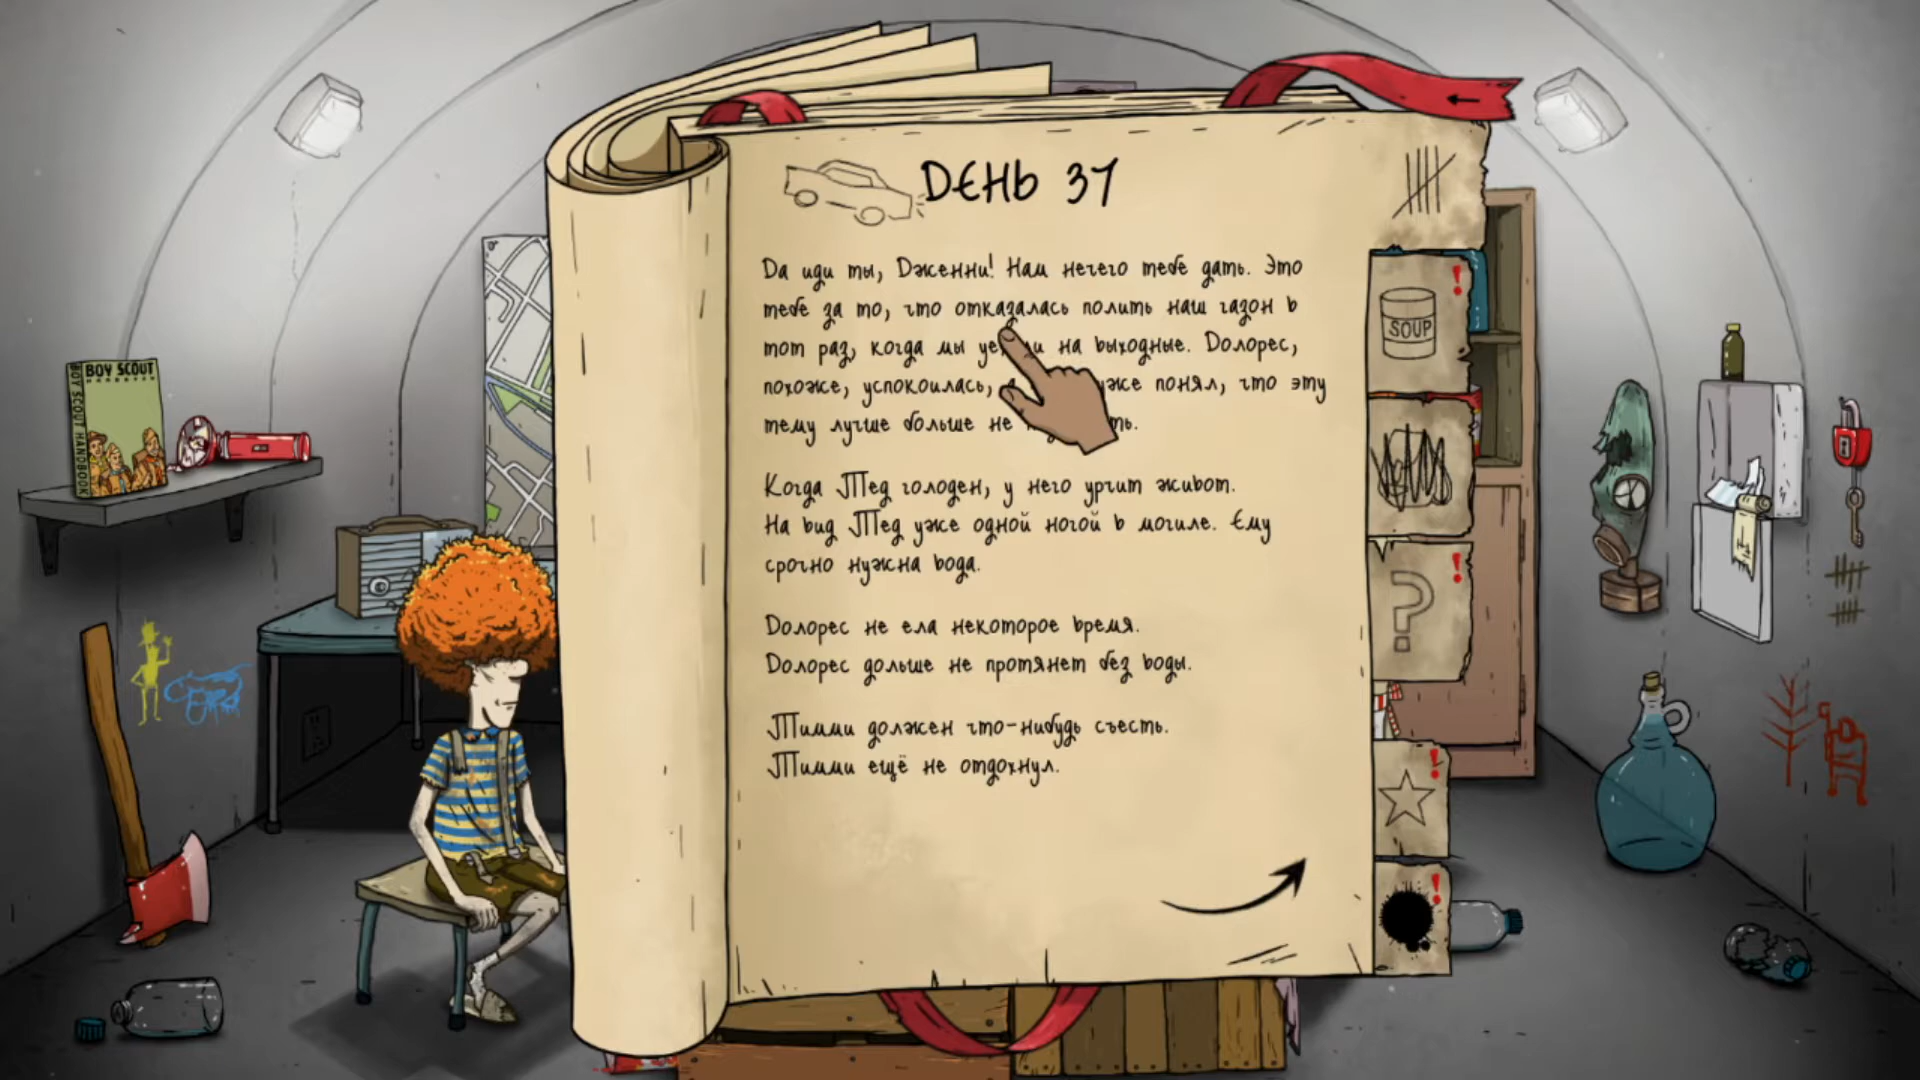 ДЕНЬ 37
Да иди ты, Дженни! Нам нечего тебе дать. Это
тебе за то, что отказалась полить наш газон в
тот раз, когда мы на выходные. Долорес,
похоже, успокоилась, уже понял, что эту
тему лучше больше не
Когда Тед голоден, у него урчит живот.
На вид Тед уже одной ногой в могиле. Ему
срочно нужна вода.
Долорес не ела некоторое время.
Долорес дольше не протянет без воды.
Тимми должен что-нибудь съесть.
Тимми ещё не отдохнул.
!
SOUP
!
?
!
!
BOY SCOUT
HANDBOOK
BOY SCOUT HANDBOOK